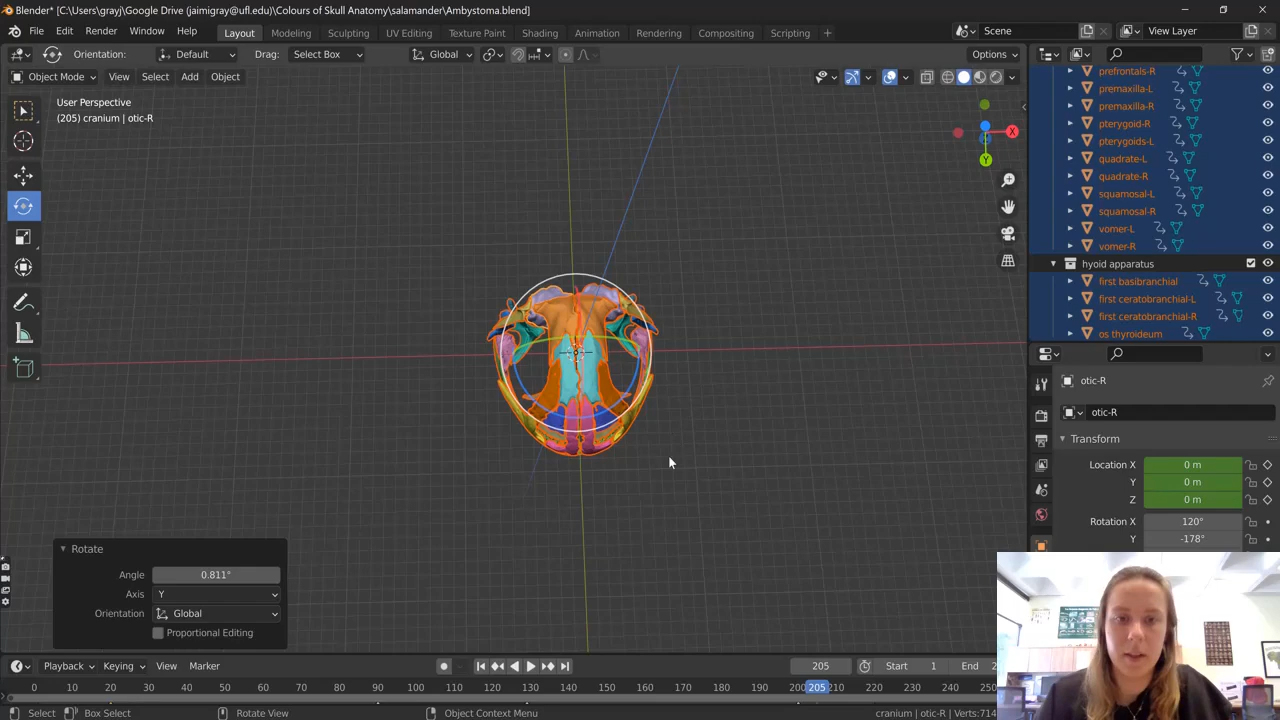 Blender* [C:\Users\grayj\Google Drive (jaimigray@ufl.edu)\Colours of Skull Anatomy\salamander\Ambystoma.blend]
File Edit Render Window Help Layout Modeling Sculpting UV Editing Texture Paint Shading Animation Rendering Compositing Scripting + Scene View Layer
Orientation: Default Drag: Select Box Global Options
Object Mode View Select Add Object
User Perspective
(205) cranium | otic-R
X
Y
prefrontals-R
premaxilla-L
premaxilla-R
pterygoid-R
pterygoids-L
quadrate-L
quadrate-R
squamosal-L
squamosal-R
vomer-L
vomer-R
hyoid apparatus
first basibranchial
first ceratobranchial-L
first ceratobranchial-R
os thyroideum
otic-R
otic-R
Transform
Location X 0 m
Y 0 m
Z 0 m
Rotation X 120°
Y -178°
Rotate
Angle 0.811°
Axis Y
Orientation Global
Proportional Editing
Playback Keying View Marker 205 Start 1 End
0 10 20 30 40 50 60 70 80 90 100 110 120 130 140 150 160 170 180 190 200 205 210 220 230 240 250
Select Box Select Rotate View Object Context Menu cranium | otic-R | Verts:714